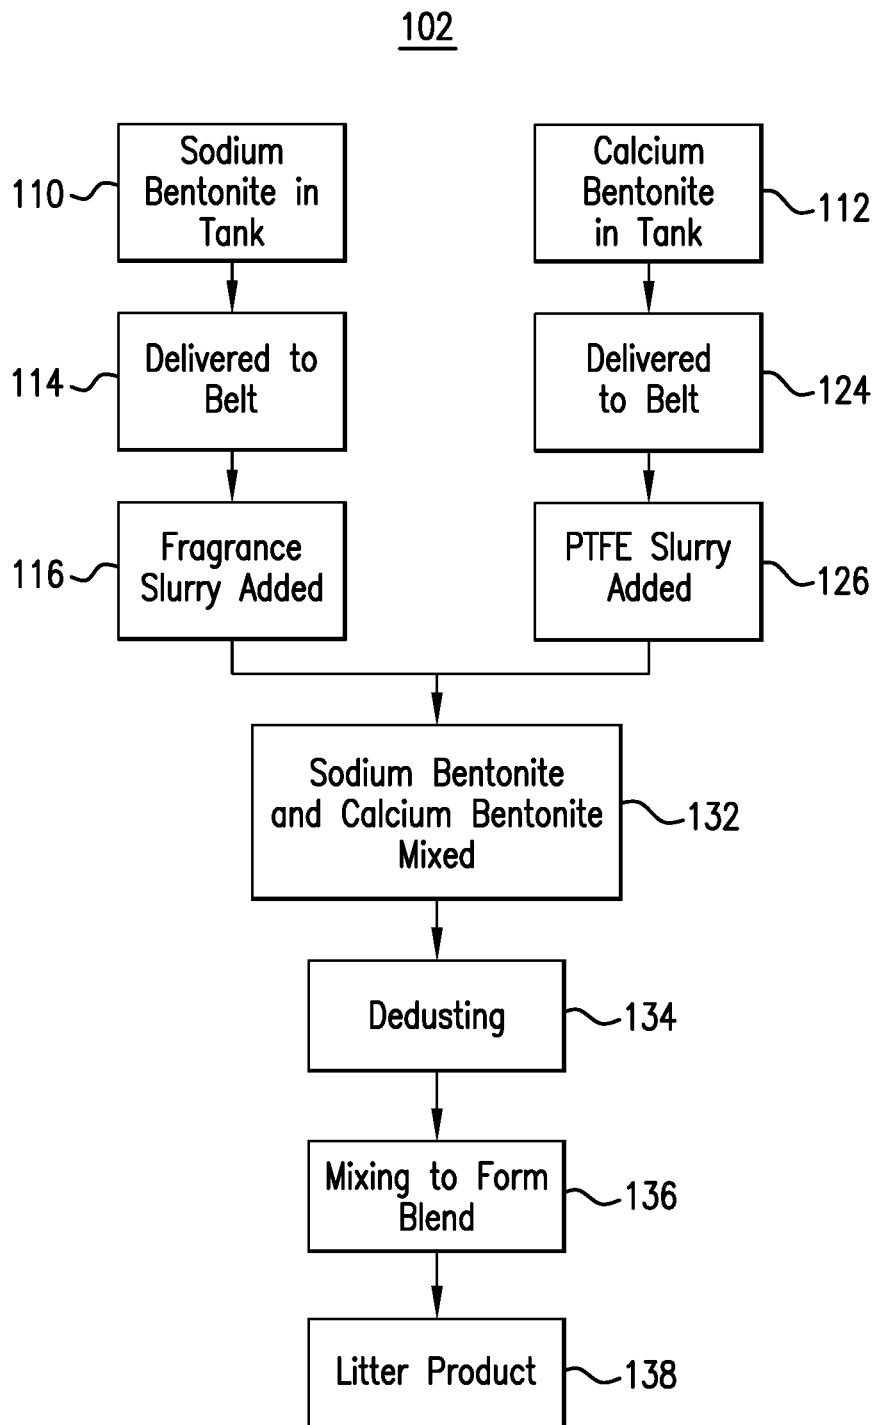 102
Sodium
Bentonite in
Tank
110
Calcium
Bentonite
in Tank
112
Delivered to
Belt
114
Delivered
to Belt
124
Fragrance
Slurry Added
116
PTFE Slurry
Added
126
Sodium Bentonite
and Calcium Bentonite
Mixed
132
Dedusting
134
Mixing to Form
Blend
136
Litter Product
138